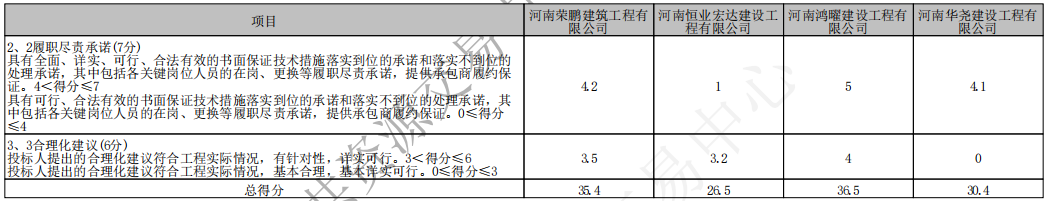 项目 河南荣鹏建筑工程有限公司 河南恒业宏达建设工程有限公司 河南鸿曜建设工程有限公司 河南华尧建设工程有限公司
2、2履职尽责承诺(7分)
具有全面、详实、可行、合法有效的书面保证技术措施落实到位的承诺和落实不到位的
处理承诺，其中包括各关键岗位人员的在岗、更换等履职尽责承诺，提供承包商履约保
证。4<得分≤7
具有可行、合法有效的书面保证技术措施落实到位的承诺和落实不到位的处理承诺，其
中包括各关键岗位人员的在岗、更换等履职尽责承诺，提供承包商履约保证。0≤得分
≤4
4.2 1 5 4.1
3、3合理化建议(6分)
投标人提出的合理化建议符合工程实际情况，有针对性，详实可行。3<得分≤6
投标人提出的合理化建议符合工程实际情况，基本合理，基本详实可行。0≤得分≤3
3.5 3.2 4 0
总得分 35.4 26.5 36.5 30.4
共资源交易
易中心